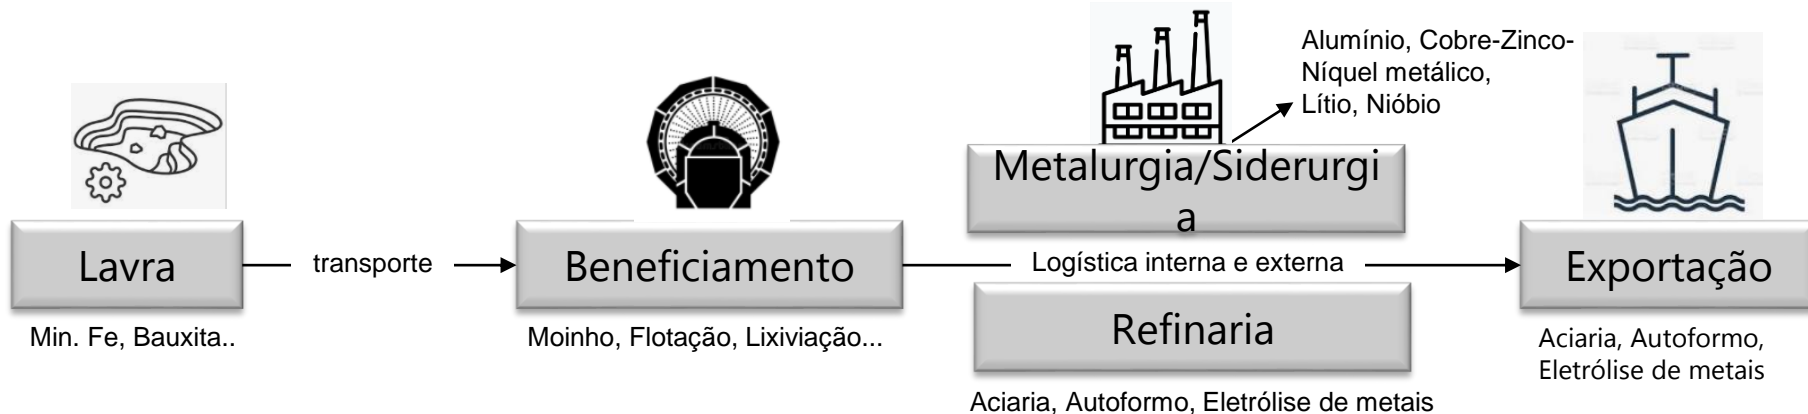 Alumínio, Cobre-Zinco-
Níquel metálico,
Lítio, Nióbio
Metalurgia/Siderurgi
a
Lavra
transporte
Beneficiamento
Logística interna e externa
Exportação
Min. Fe, Bauxita..
Moinho, Flotação, Lixiviação...
Refinaria
Aciaria, Autoformo,
Eletrólise de metais
Aciaria, Autoformo, Eletrólise de metais